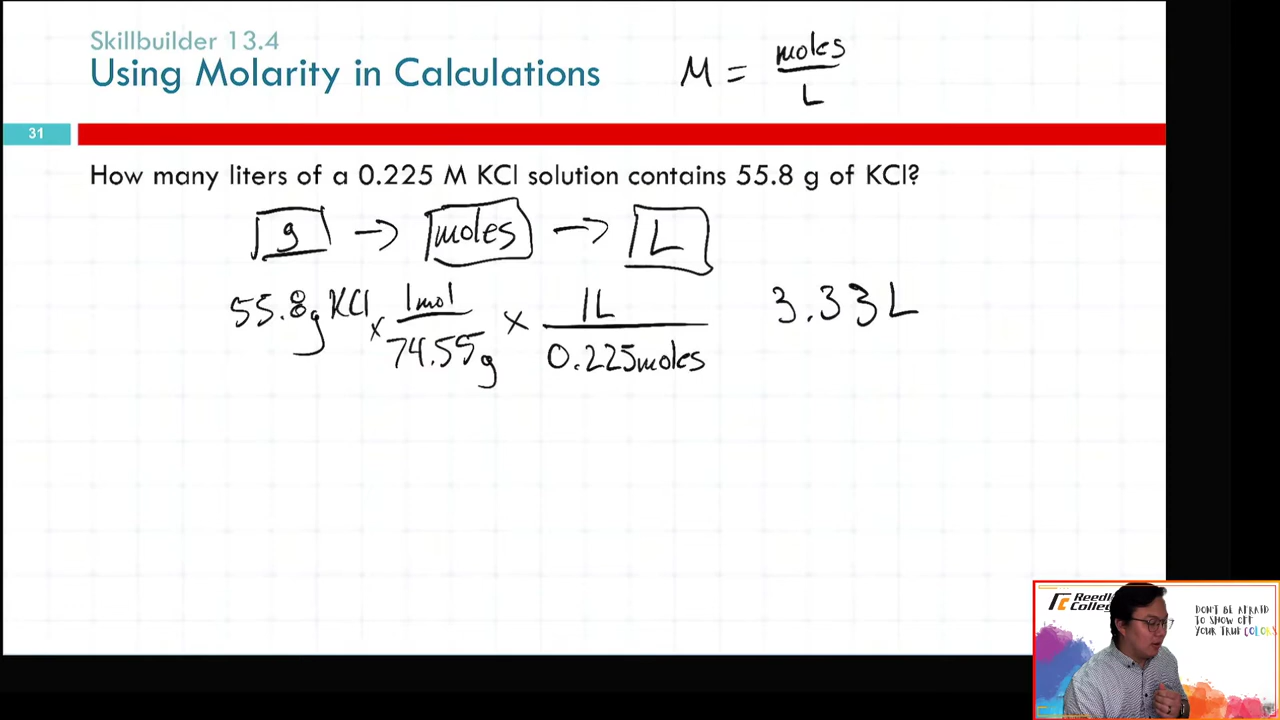 Skillbuilder 13.4
Using Molarity in Calculations
M = moles / L
31
How many liters of a 0.225 M KCl solution contains 55.8 g of KCl?
g → moles → L
55.8g KCl × 1mol / 74.55g × 1L / 0.225moles 3.33L
College
DON'T BE AFRAID
TO SHOW OFF
YOUR TRUE COLORS